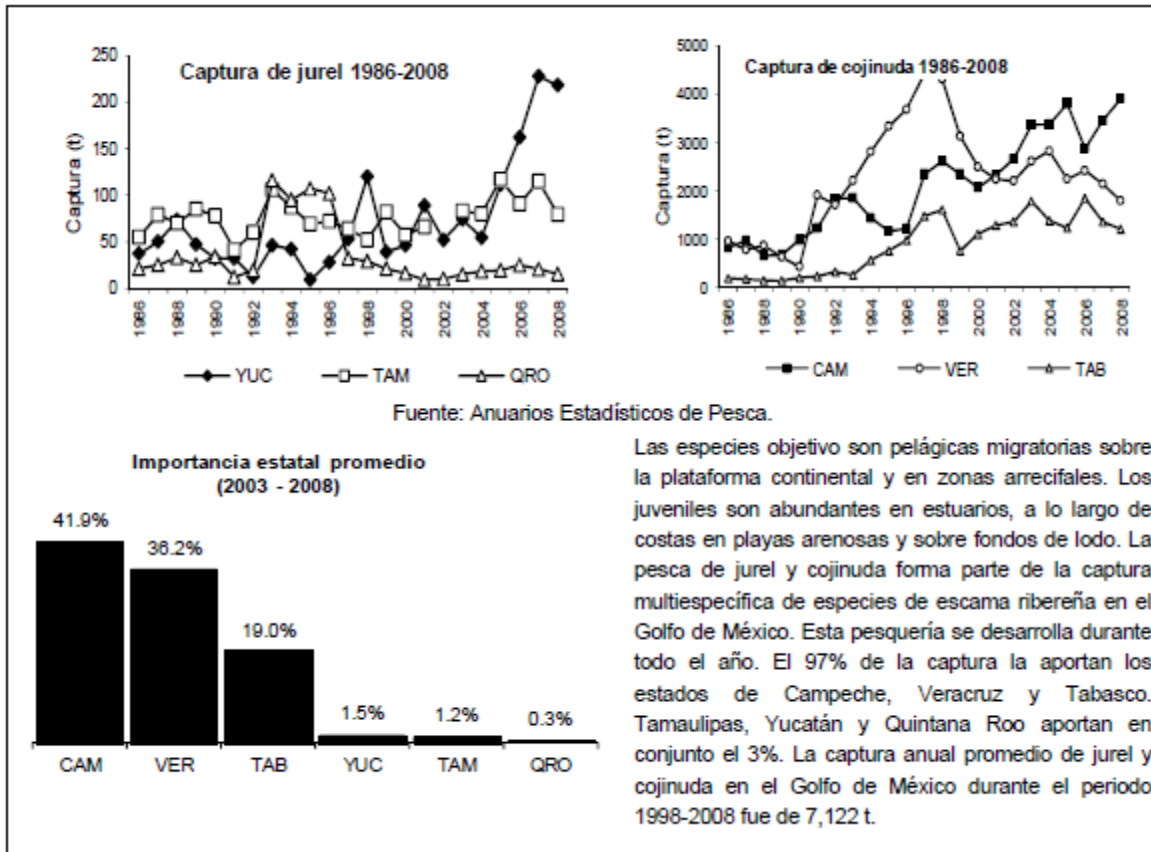 Captura de jurel 1986-2008
Captura (t)
250
200
150
100
50
0
1986
1988
1990
1992
1994
1996
1998
2000
2002
2004
2006
2008
YUC TAM QRO
Captura de cojinuda 1986-2008
Captura (t)
5000
4000
3000
2000
1000
0
1986
1988
1990
1992
1994
1996
1998
2000
2002
2004
2006
2008
CAM VER TAB
Fuente: Anuarios Estadísticos de Pesca.
Importancia estatal promedio
(2003 - 2008)
41.9%
36.2%
19.0%
1.5%
1.2%
0.3%
CAM VER TAB YUC TAM QRO
Las especies objetivo son pelágicas migratorias sobre
la plataforma continental y en zonas arrecifales. Los
juveniles son abundantes en estuarios, a lo largo de
costas en playas arenosas y sobre fondos de lodo. La
pesca de jurel y cojinuda forma parte de la captura
multiespecífica de especies de escama ribereña en el
Golfo de México. Esta pesquería se desarrolla durante
todo el año. El 97% de la captura la aportan los
estados de Campeche, Veracruz y Tabasco.
Tamaulipas, Yucatán y Quintana Roo aportan en
conjunto el 3%. La captura anual promedio de jurel y
cojinuda en el Golfo de México durante el periodo
1998-2008 fue de 7,122 t.